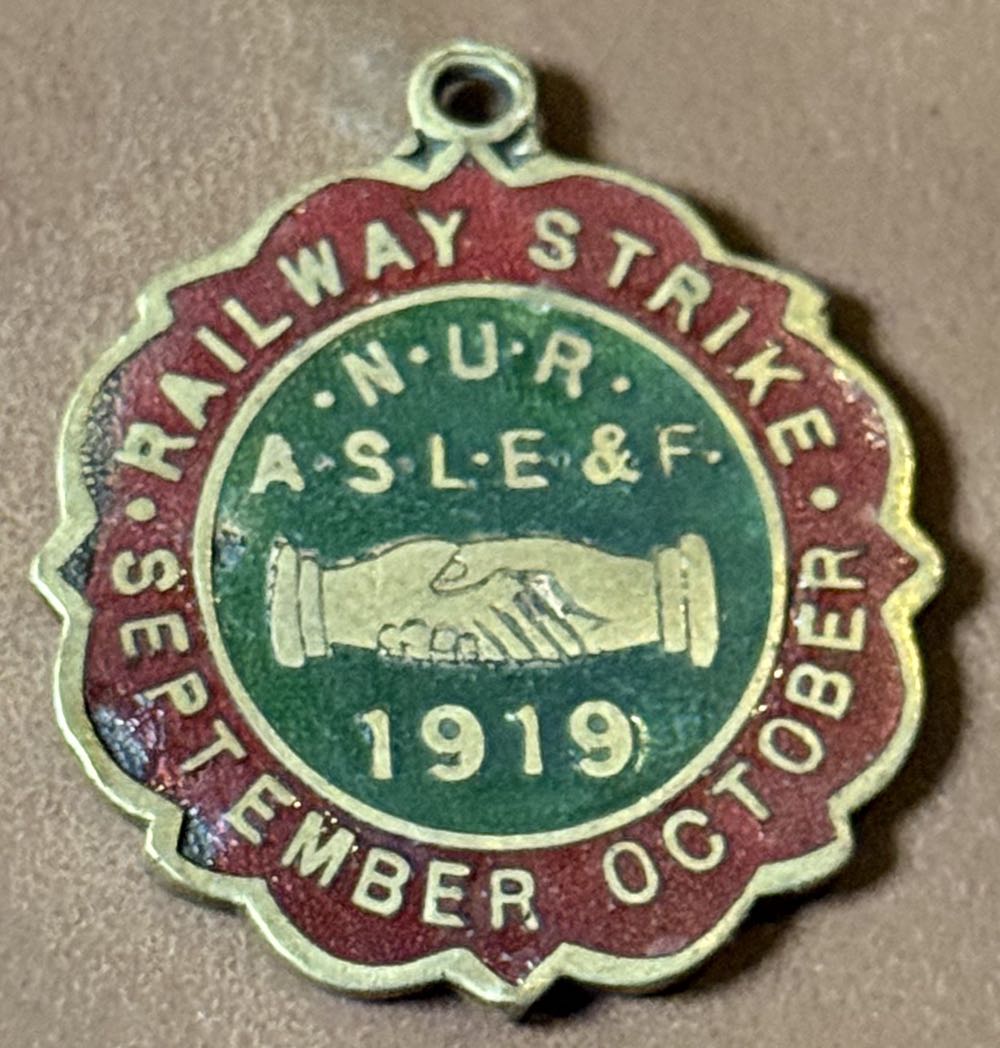 RAILWAY STRIKE
·N·U·R·
A·S·L·E·&F·
1919
·SEPTEMBER OCTOBER·